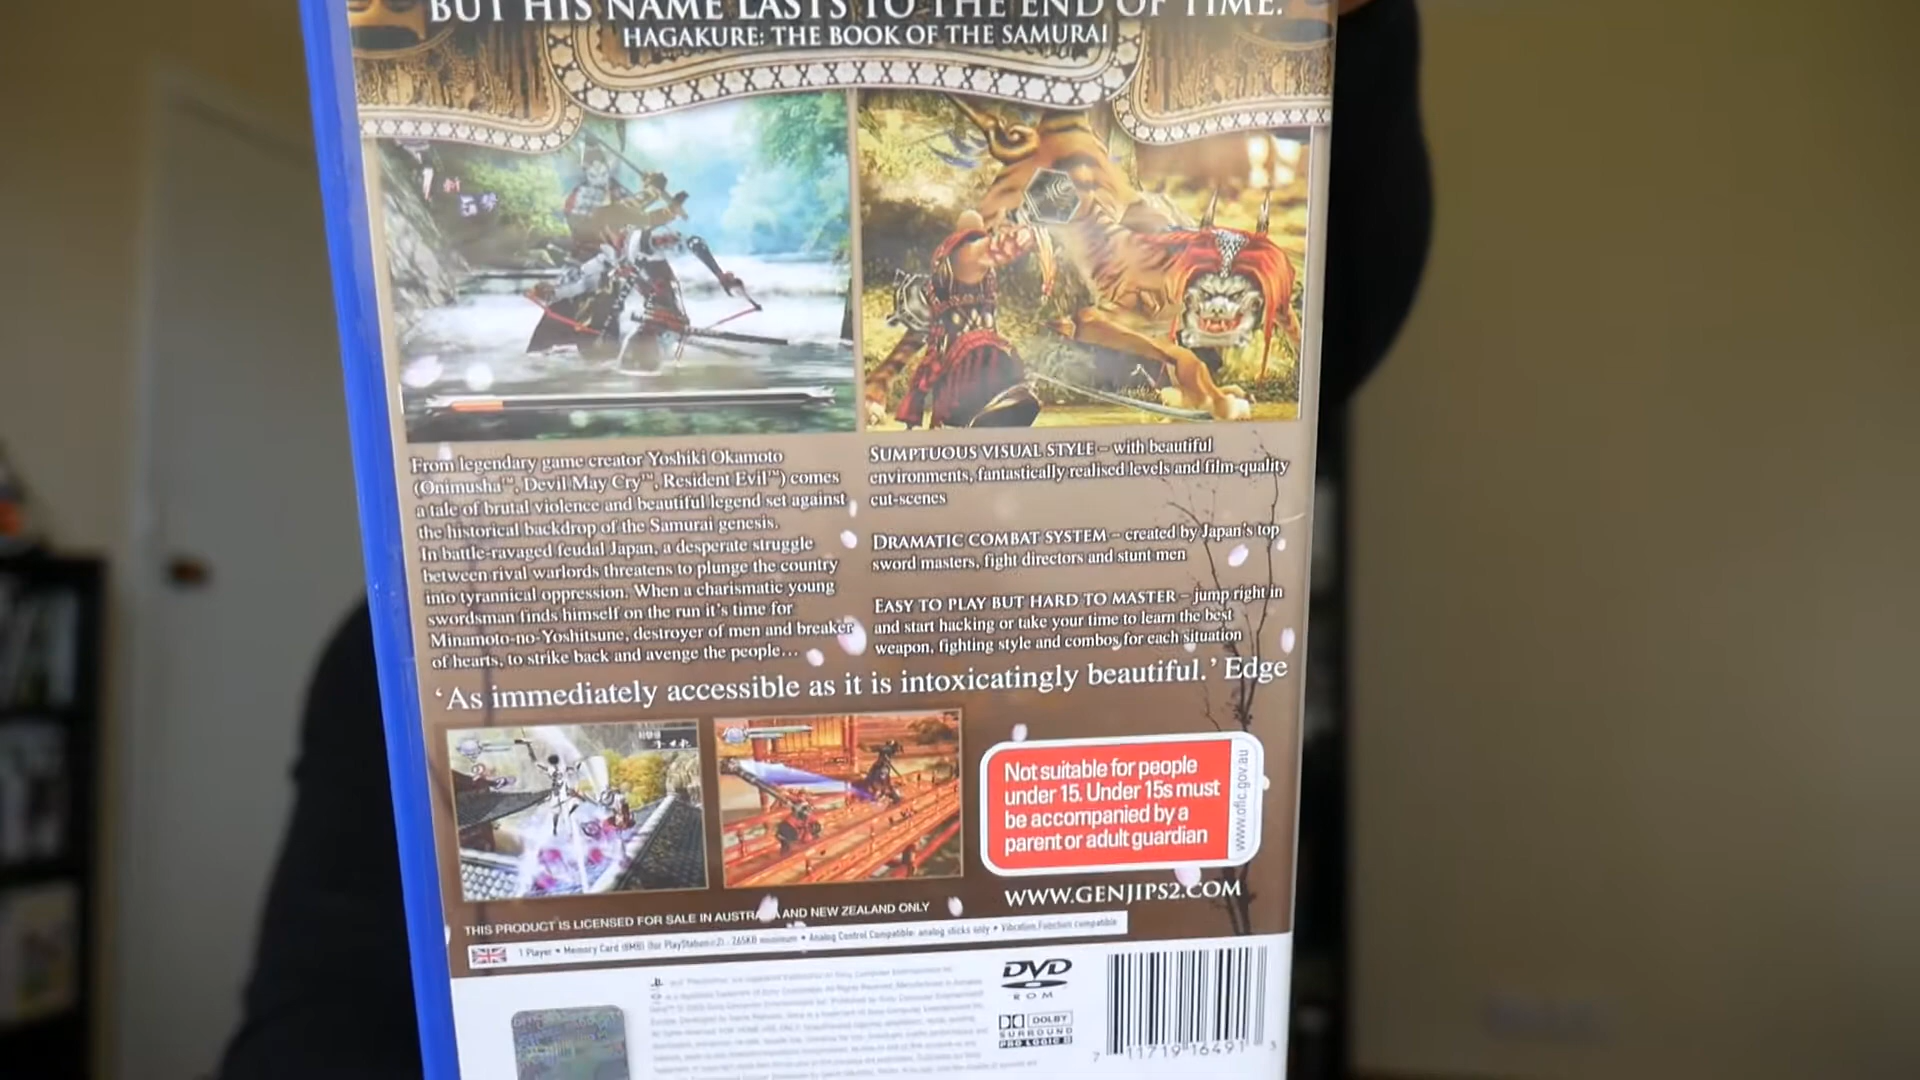 BUT HIS NAME LASTS TO THE END OF TIME.
HAGAKURE: THE BOOK OF THE SAMURAI
From legendary game creator Yoshiki Okamoto
(Onimusha™, Devil May Cry™, Resident Evil™) comes
a tale of brutal violence and beautiful legend set against
the historical backdrop of the Samurai genesis.
In battle-ravaged feudal Japan, a desperate struggle
between rival warlords threatens to plunge the country
into tyrannical oppression. When a charismatic young
swordsman finds himself on the run it's time for
Minamoto-no-Yoshitsune, destroyer of men and breaker
of hearts, to strike back and avenge the people...
SUMPTUOUS VISUAL STYLE – with beautiful
environments, fantastically realised levels and film-quality
cut-scenes
DRAMATIC COMBAT SYSTEM – created by Japan's top
sword masters, fight directors and stunt men
EASY TO PLAY BUT HARD TO MASTER – jump right in
and start hacking or take your time to learn the best
weapon, fighting style and combos for each situation
'As immediately accessible as it is intoxicatingly beautiful.' Edge
Not suitable for people
under 15. Under 15s must
be accompanied by a
parent or adult guardian
www.oflc.gov.au
WWW.GENJIPS2.COM
THIS PRODUCT IS LICENSED FOR SALE IN AUSTRALIA AND NEW ZEALAND ONLY
1 Player • Memory Card (8MB) (for PlayStation®2) - 265KB minimum • Analog Control Compatible: analog sticks only • Vibration Function compatible
DVD
ROM
DOLBY
SURROUND
PRO LOGIC II
7 11719 16491 3